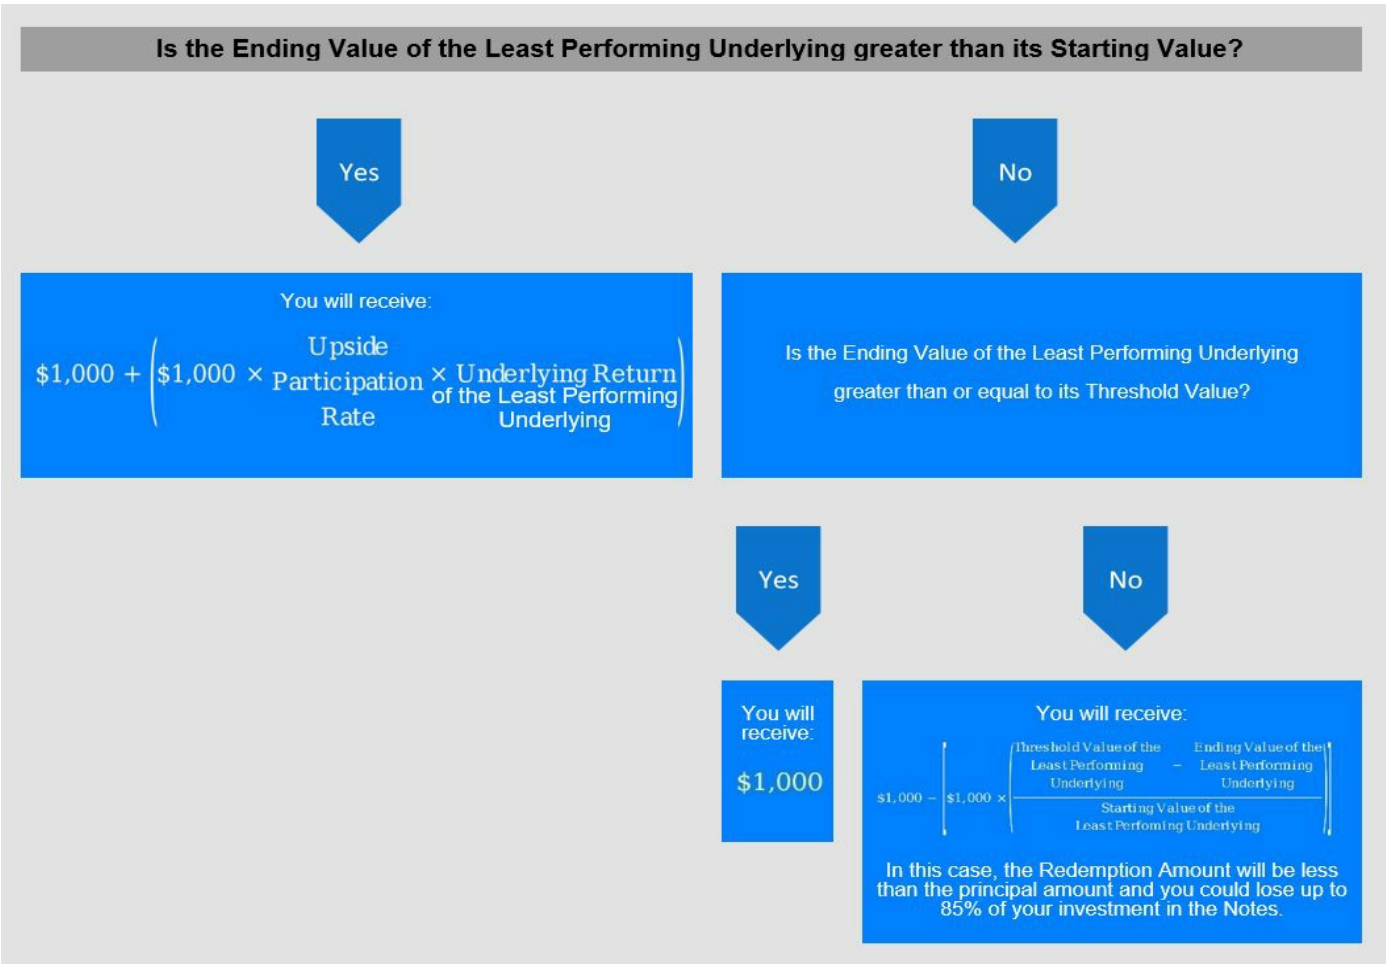 Is the Ending Value of the Least Performing Underlying greater than its Starting Value?
Yes
No
You will receive:
$1,000 + ($1,000 × Upside Participation Rate × Underlying Return of the Least Performing Underlying)
Is the Ending Value of the Least Performing Underlying
greater than or equal to its Threshold Value?
Yes
No
You will
receive:
$1,000
You will receive:
$1,000 − [$1,000 × (Threshold Value of the Least Performing Underlying − Ending Value of the Least Performing Underlying
Starting Value of the
Least Perfoming Underlying)]
In this case, the Redemption Amount will be less
than the principal amount and you could lose up to
85% of your investment in the Notes.